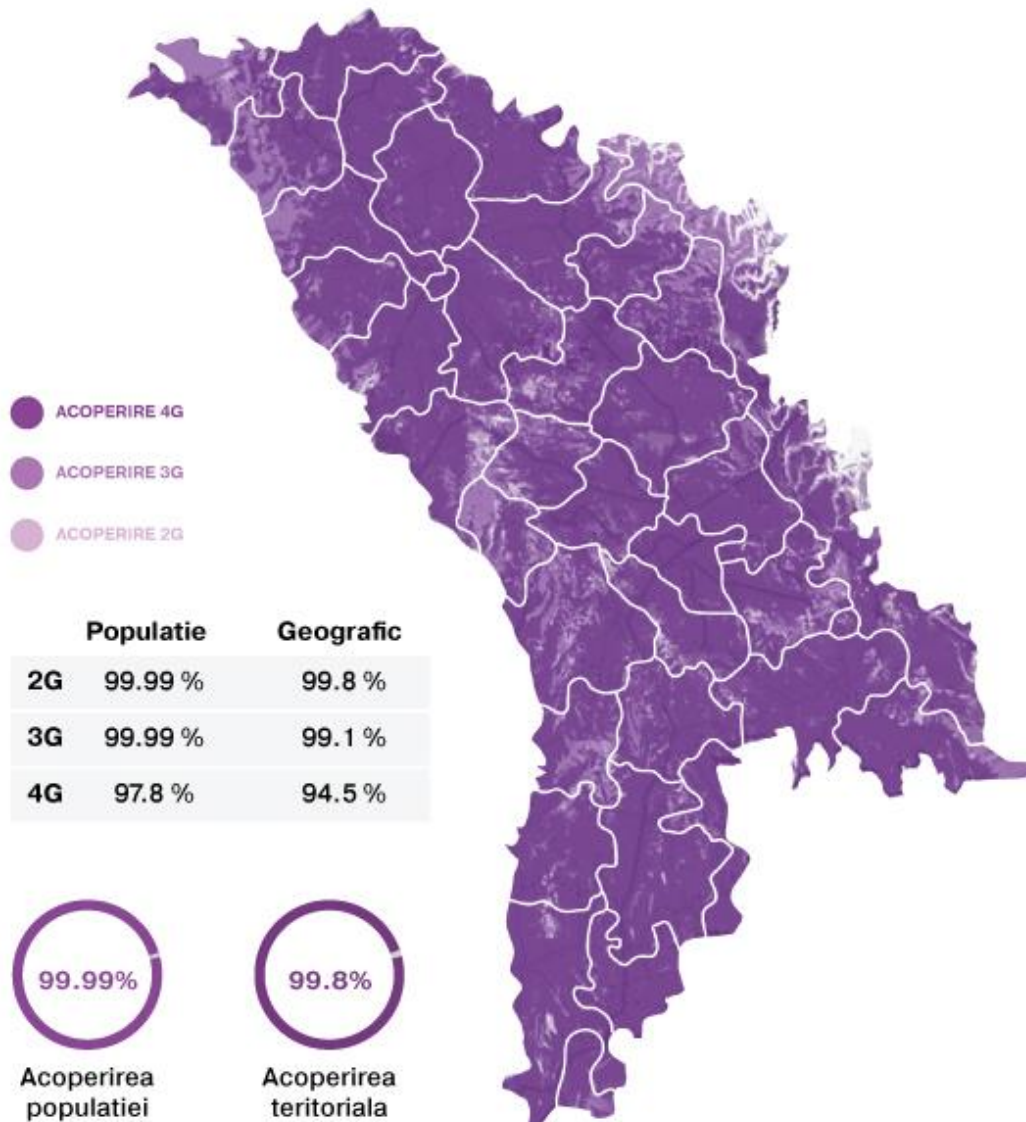 ACOPERIRE 4G
ACOPERIRE 3G
ACOPERIRE 2G
Populatie Geografic
2G 99.99 % 99.8 %
3G 99.99 % 99.1 %
4G 97.8 % 94.5 %
99.99% 99.8%
Acoperirea populatiei
Acoperirea teritoriala